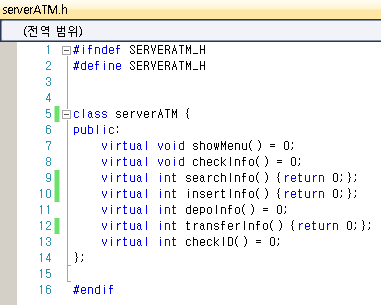 serverATM.h
(전역 범위)
1 #ifndef SERVERATM_H
2 #define SERVERATM_H
3
4
5 class serverATM {
6 public:
7 virtual void showMenu() = 0;
8 virtual void checkInfo() = 0;
9 virtual int searchInfo() {return 0;};
10 virtual int insertInfo() {return 0;};
11 virtual int depoInfo() = 0;
12 virtual int transferInfo() {return 0;};
13 virtual int checkID() = 0;
14 };
15
16 #endif